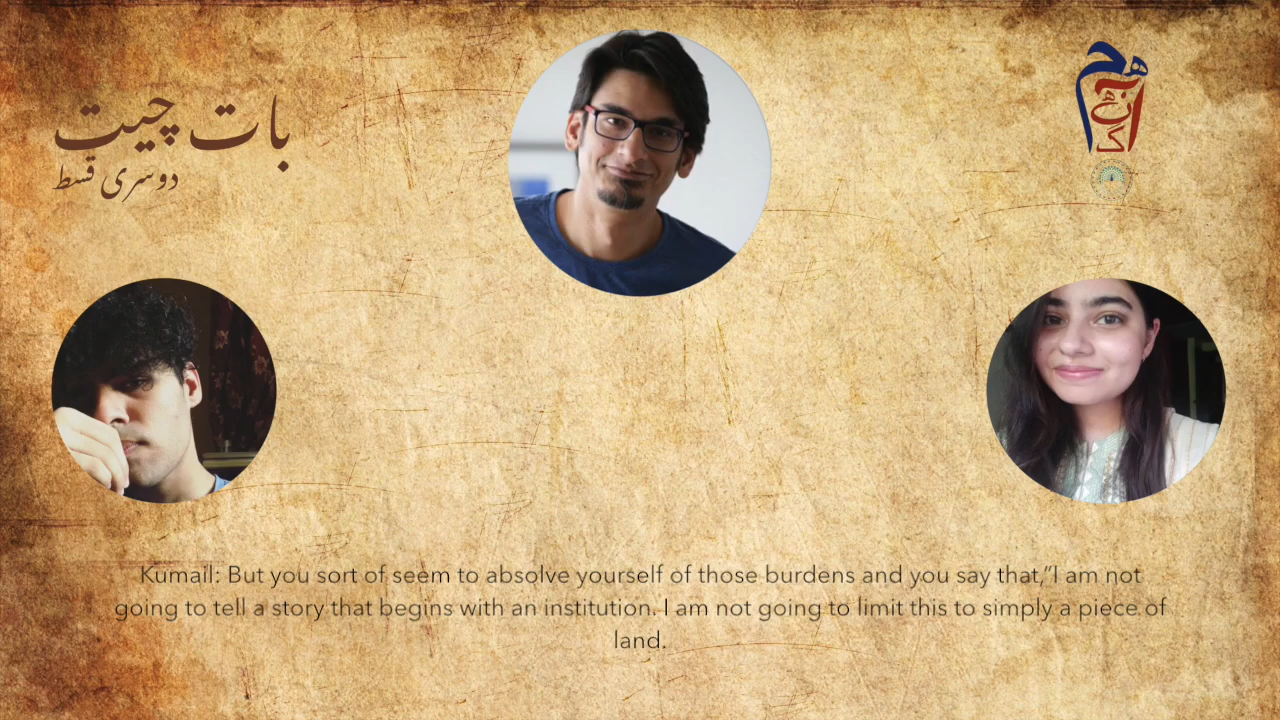 بات چیت
دوسری قسط
ہم
آہنگ
Kumail: But you sort of seem to absolve yourself of those burdens and you say that,”I am not
going to tell a story that begins with an institution. I am not going to limit this to simply a piece of
land.